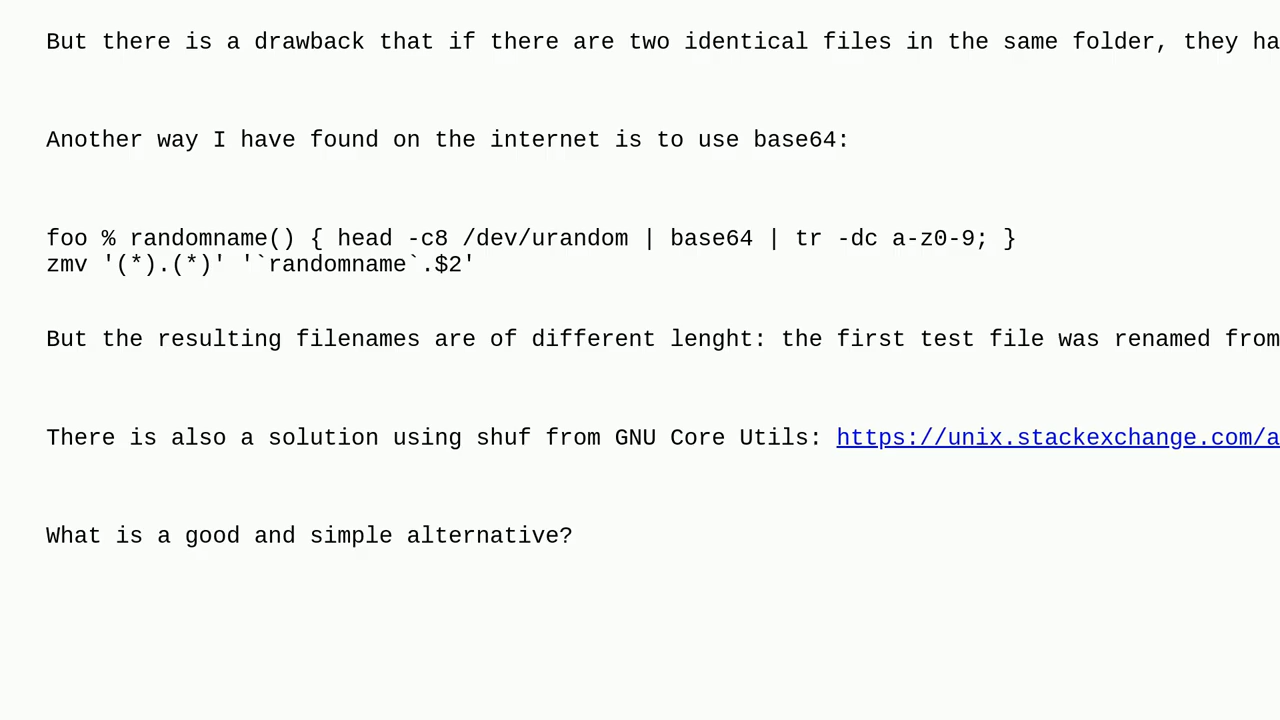 But there is a drawback that if there are two identical files in the same folder, they ha
Another way I have found on the internet is to use base64:
foo % randomname() { head -c8 /dev/urandom | base64 | tr -dc a-z0-9; }
zmv '(*).(*)' '`randomname`.$2'
But the resulting filenames are of different lenght: the first test file was renamed from
There is also a solution using shuf from GNU Core Utils: https://unix.stackexchange.com/a
What is a good and simple alternative?